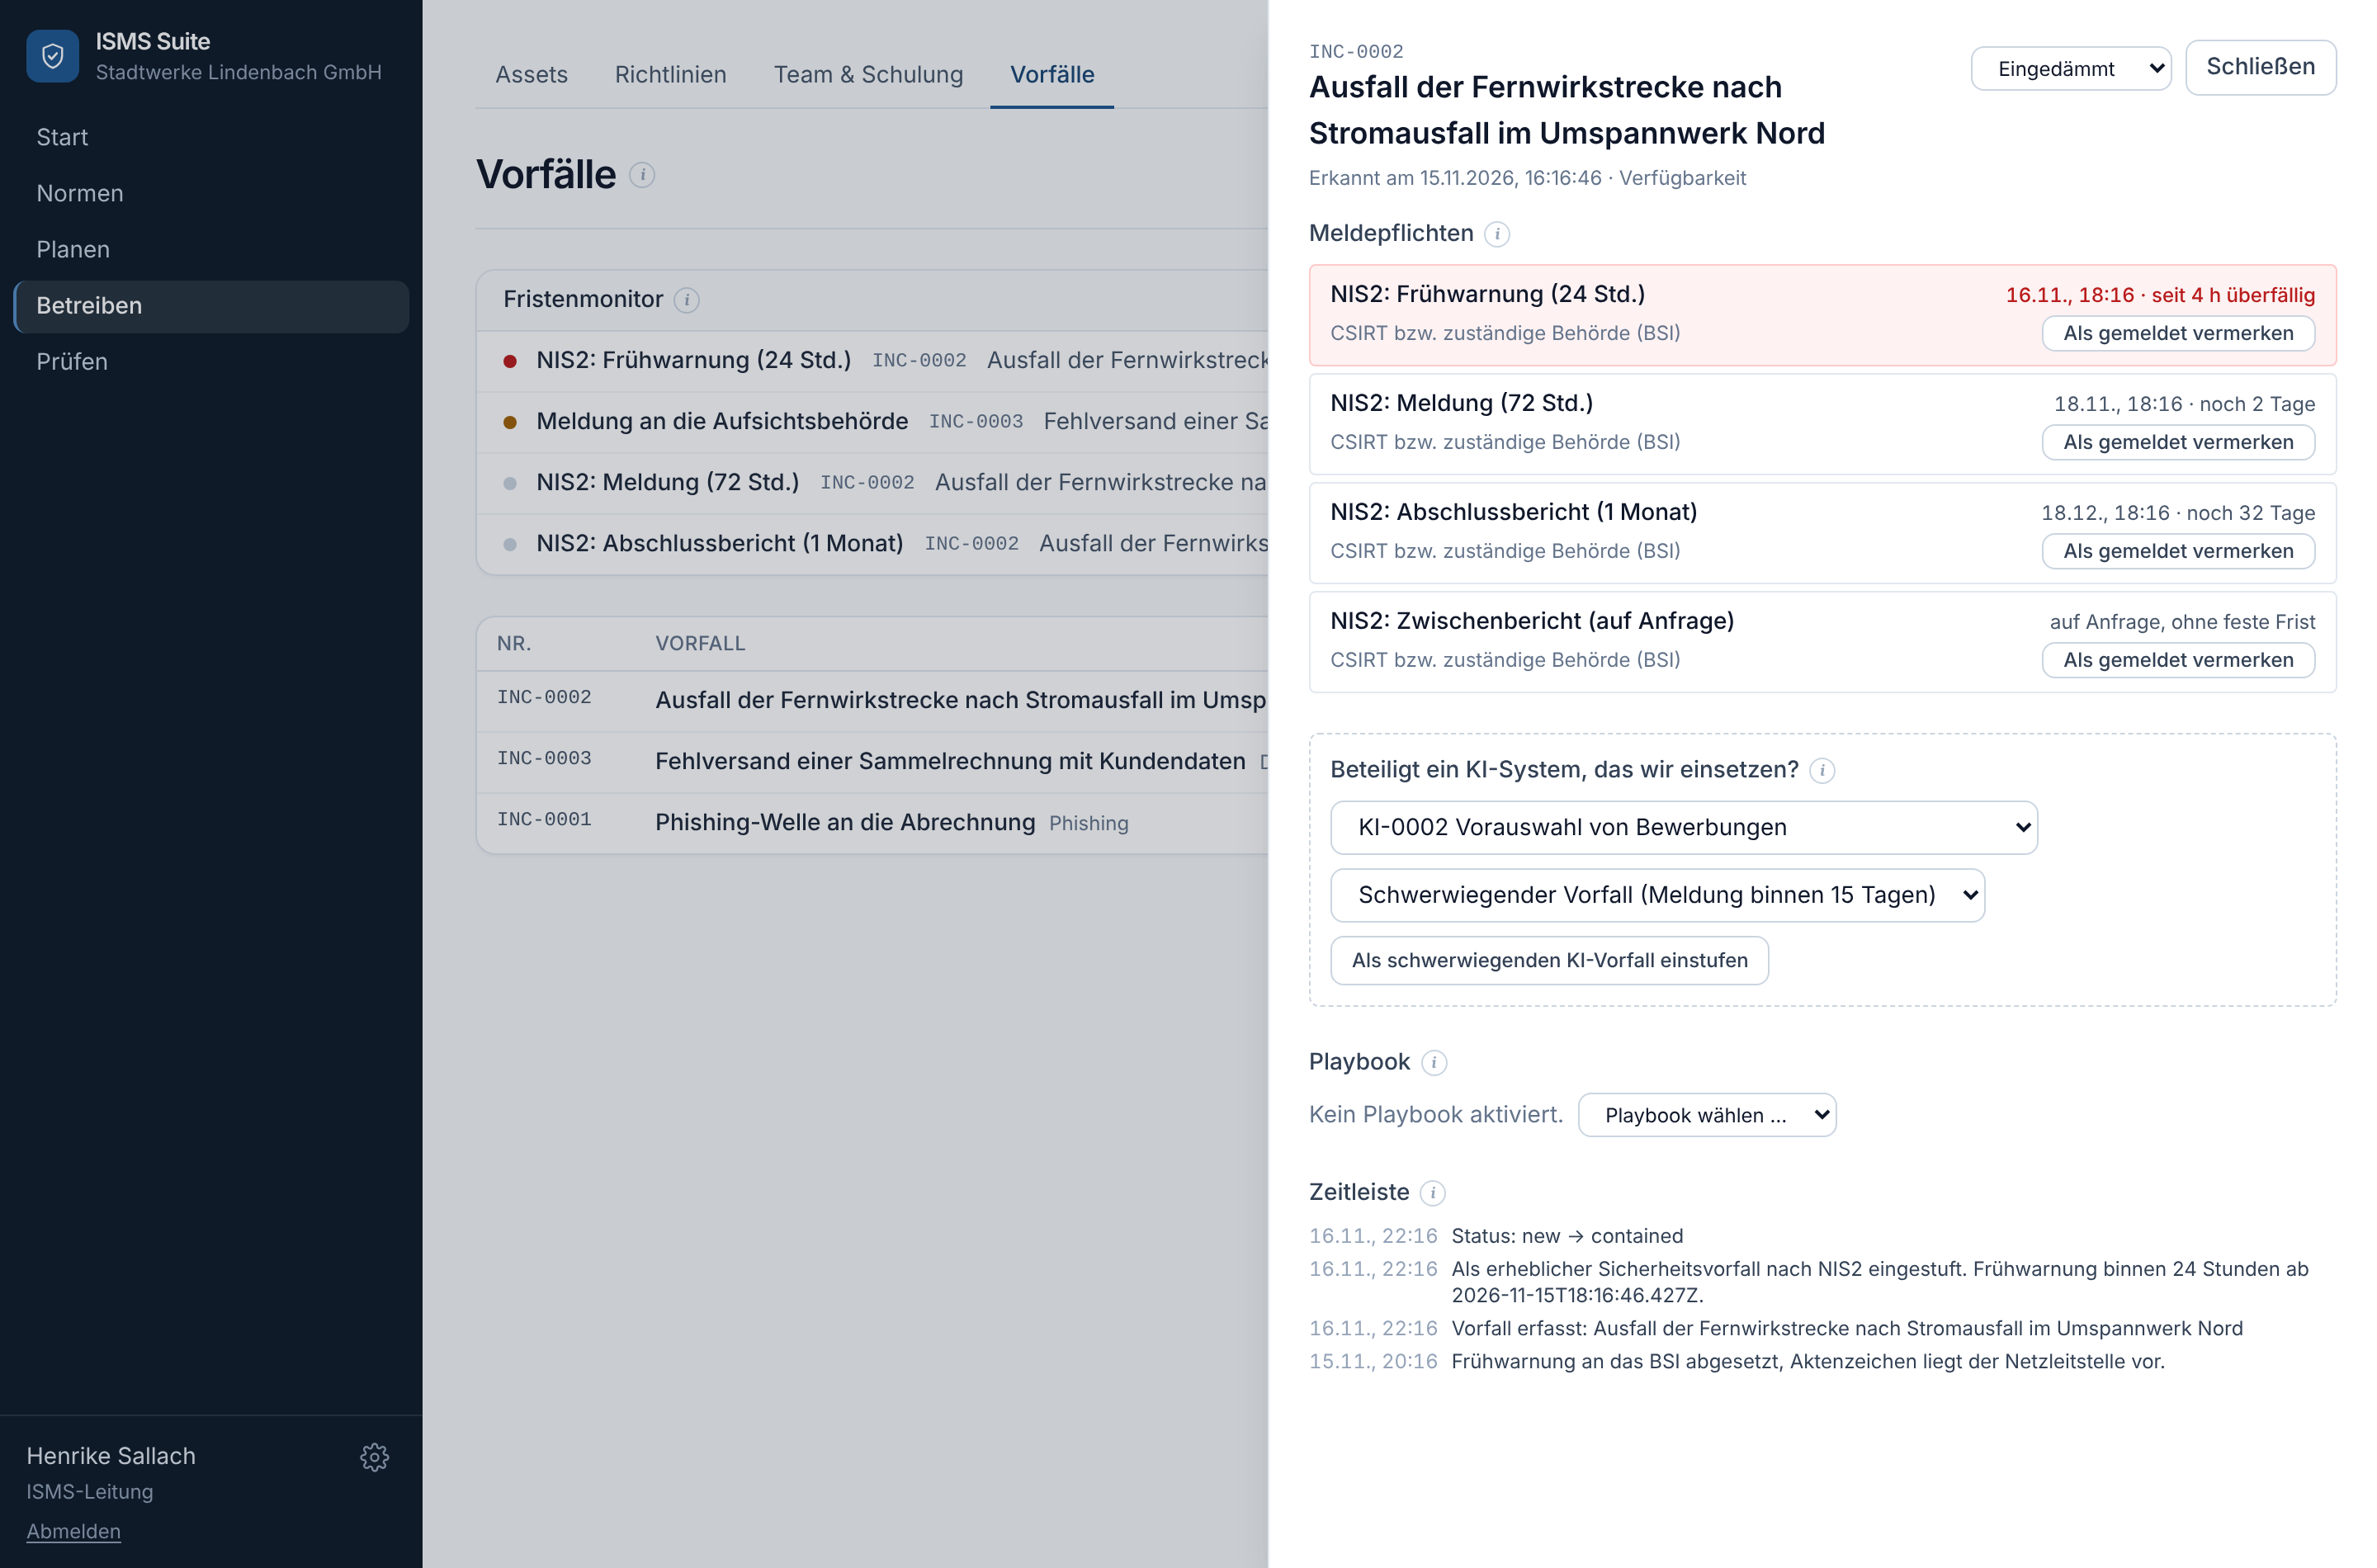 ISMS Suite
Stadtwerke Lindenbach GmbH
Start
Normen
Planen
Betreiben
Prüfen
Henrike Sallach
ISMS-Leitung
Abmelden
Assets
Richtlinien
Team & Schulung
Vorfälle
Vorfälle
Fristenmonitor
NIS2: Frühwarnung (24 Std.) INC-0002 Ausfall der Fernwirkstreck
Meldung an die Aufsichtsbehörde INC-0003 Fehlversand einer Sa
NIS2: Meldung (72 Std.) INC-0002 Ausfall der Fernwirkstrecke na
NIS2: Abschlussbericht (1 Monat) INC-0002 Ausfall der Fernwirks
NR. VORFALL
INC-0002 Ausfall der Fernwirkstrecke nach Stromausfall im Umsp
INC-0003 Fehlversand einer Sammelrechnung mit Kundendaten
INC-0001 Phishing-Welle an die Abrechnung Phishing
INC-0002
Ausfall der Fernwirkstrecke nach
Stromausfall im Umspannwerk Nord
Erkannt am 15.11.2026, 16:16:46 · Verfügbarkeit
Eingedämmt
Schließen
Meldepflichten
NIS2: Frühwarnung (24 Std.)
16.11., 18:16 · seit 4 h überfällig
CSIRT bzw. zuständige Behörde (BSI)
Als gemeldet vermerken
NIS2: Meldung (72 Std.)
18.11., 18:16 · noch 2 Tage
CSIRT bzw. zuständige Behörde (BSI)
Als gemeldet vermerken
NIS2: Abschlussbericht (1 Monat)
18.12., 18:16 · noch 32 Tage
CSIRT bzw. zuständige Behörde (BSI)
Als gemeldet vermerken
NIS2: Zwischenbericht (auf Anfrage)
auf Anfrage, ohne feste Frist
CSIRT bzw. zuständige Behörde (BSI)
Als gemeldet vermerken
Beteiligt ein KI-System, das wir einsetzen?
KI-0002 Vorauswahl von Bewerbungen
Schwerwiegender Vorfall (Meldung binnen 15 Tagen)
Als schwerwiegenden KI-Vorfall einstufen
Playbook
Kein Playbook aktiviert.
Playbook wählen ...
Zeitleiste
16.11., 22:16 Status: new → contained
16.11., 22:16 Als erheblicher Sicherheitsvorfall nach NIS2 eingestuft. Frühwarnung binnen 24 Stunden ab
2026-11-15T18:16:46.427Z.
16.11., 22:16 Vorfall erfasst: Ausfall der Fernwirkstrecke nach Stromausfall im Umspannwerk Nord
15.11., 20:16 Frühwarnung an das BSI abgesetzt, Aktenzeichen liegt der Netzleitstelle vor.